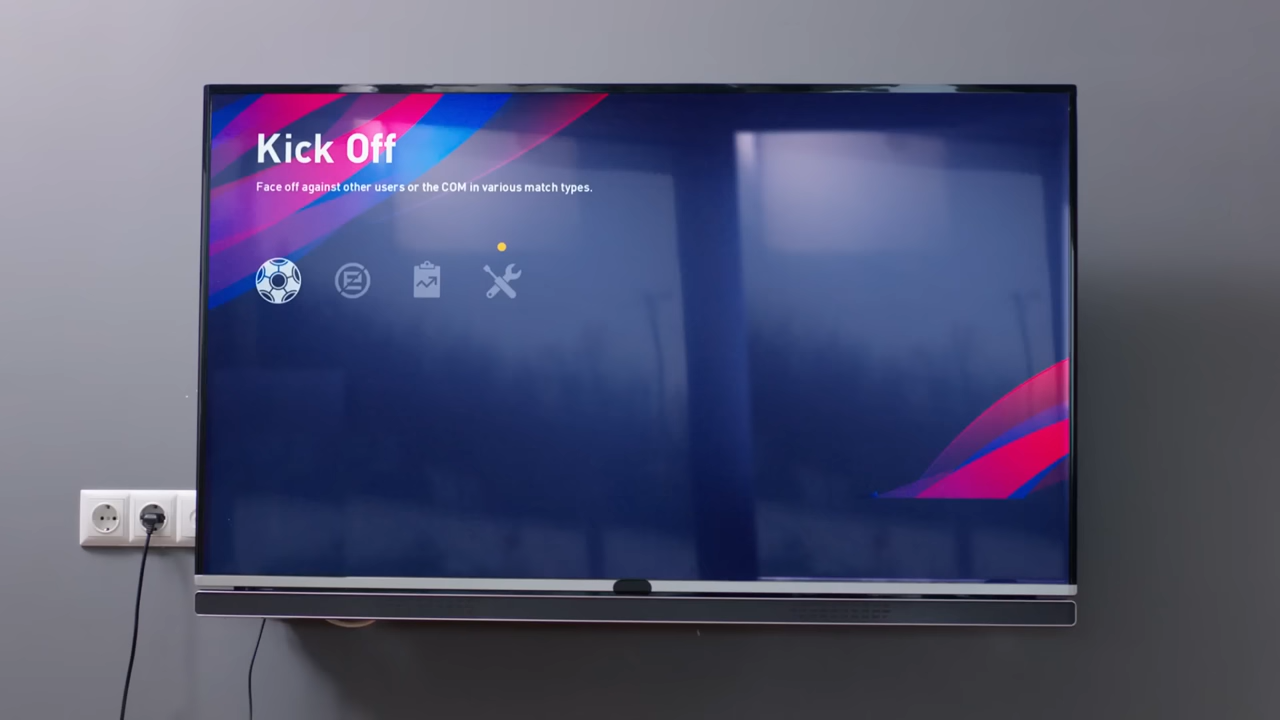 Kick Off
Face off against other users or the COM in various match types.